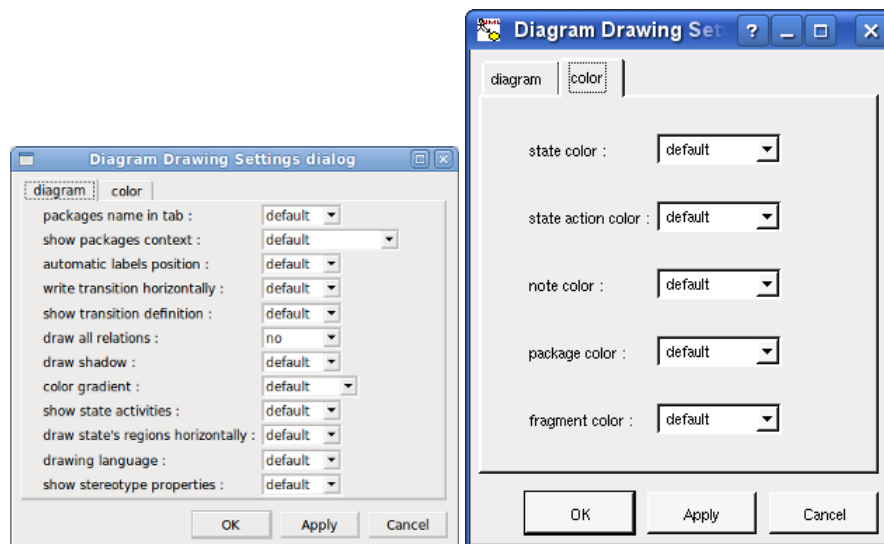 Diagram Drawing Settings dialog
diagram color
packages name in tab : default
show packages context : default
automatic labels position : default
write transition horizontally : default
show transition definition : default
draw all relations : no
draw shadow : default
color gradient : default
show state activities : default
draw state's regions horizontally : default
drawing language : default
show stereotype properties : default
OK Apply Cancel
Diagram Drawing Set ?
diagram color
state color : default
state action color : default
note color : default
package color : default
fragment color : default
OK Apply Cancel